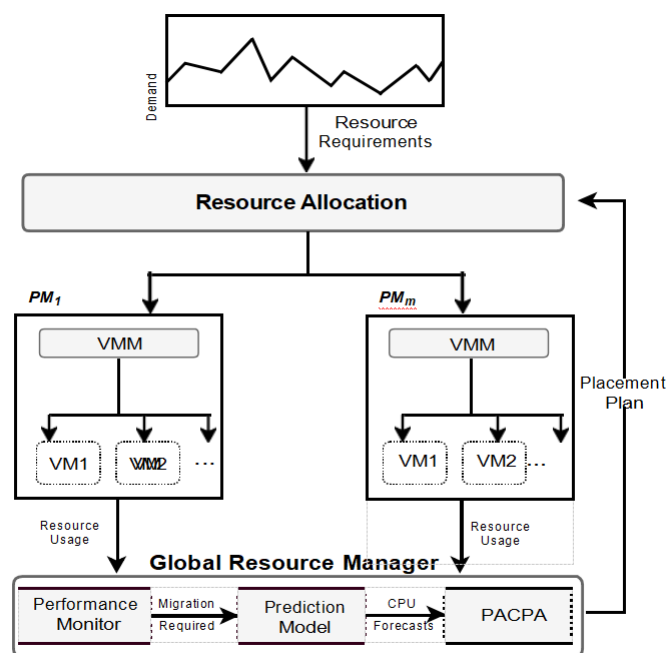 Demand
Resource
Requirements
Resource Allocation
PM1
PMm
VMM
VMM
VM1
VM2
...
VM1
VM2
...
Placement
Plan
Resource
Usage
Resource
Usage
Global Resource Manager
Performance
Monitor
Migration
Required
Prediction
Model
CPU
Forecasts
PACPA